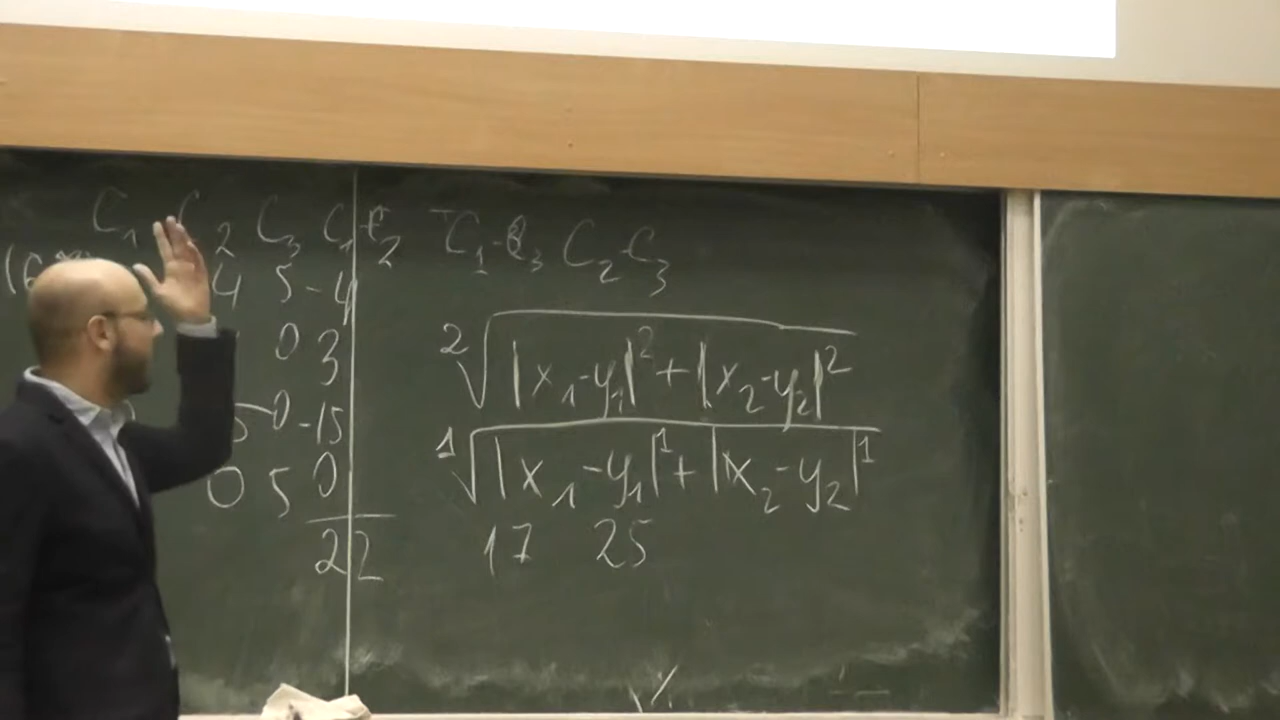 C₁ C₂ C₃ C₁-C₂ C₁-C₃ C₂-C₃
4 5 -4
0 3
5 0 -15
0 5 0
22 17 25
²√|x₁-y₁|²+|x₂-y₂|²
¹√|x₁-y₁|¹+|x₂-y₂|¹